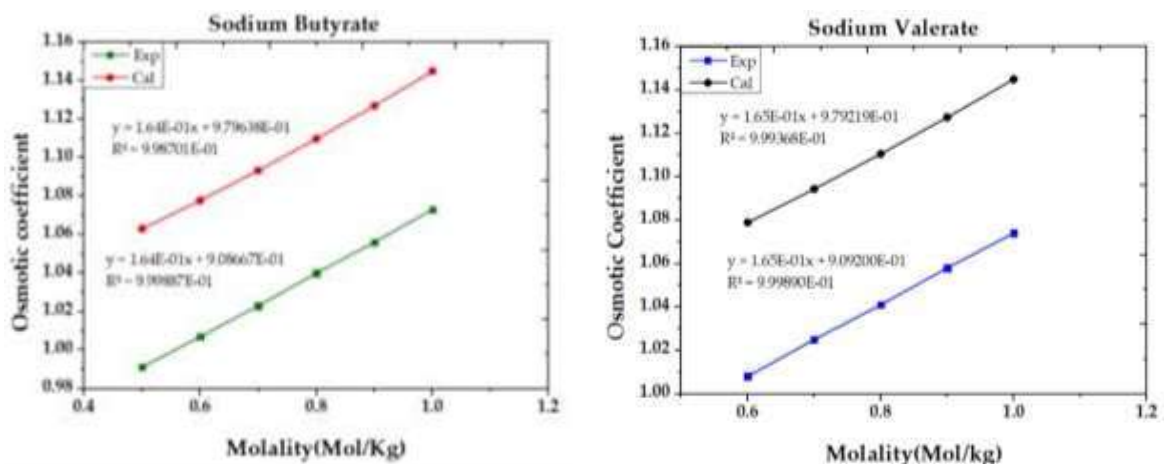 Sodium Butyrate
Osmotic coefficient
1.16
1.14
1.12
1.10
1.08
1.06
1.04
1.02
1.00
0.98
Exp
Cal
y = 1.64E-01x + 9.79638E-01
R² = 9.98701E-01
y = 1.64E-01x + 9.08667E-01
R² = 9.99887E-01
0.4
0.6
0.8
1.0
1.2
Molality(Mol/Kg)
Sodium Valerate
Osmotic Coefficient
1.16
1.14
1.12
1.10
1.08
1.06
1.04
1.02
1.00
Exp
Cal
y = 1.65E-01x + 9.79219E-01
R² = 9.99368E-01
y = 1.65E-01x + 9.09200E-01
R² = 9.99890E-01
0.6
0.8
1.0
1.2
Molality(Mol/kg)